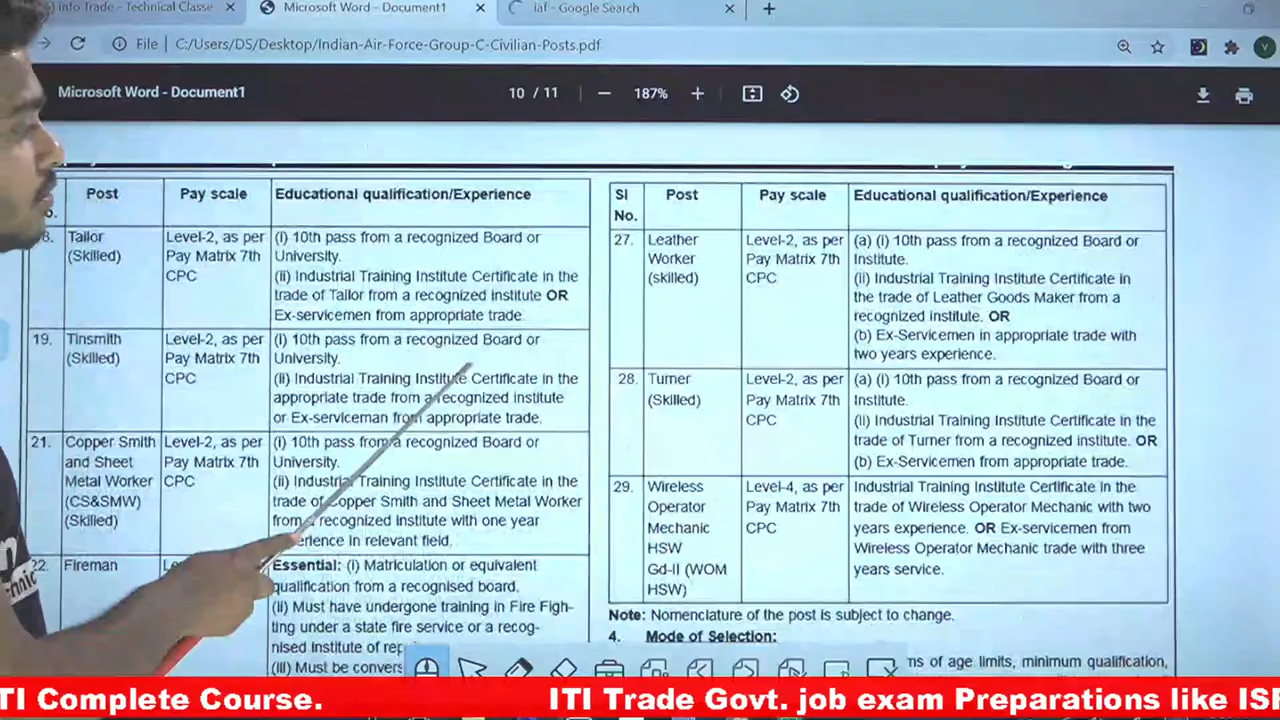 Info Trade - Technical Classe
Microsoft Word - Document1
iaf - Google Search
File
C:/Users/DS/Desktop/Indian-Air-Force-Group-C-Civilian-Posts.pdf
Microsoft Word - Document1
10 / 11
187%
Post Pay scale Educational qualification/Experience
Tailor
(Skilled)
Level-2, as per
Pay Matrix 7th
CPC
(i) 10th pass from a recognized Board or
University.
(ii) Industrial Training Institute Certificate in the
trade of Tailor from a recognized institute OR
Ex-servicemen from appropriate trade.
19. Tinsmith
(Skilled)
Level-2, as per
Pay Matrix 7th
CPC
(i) 10th pass from a recognized Board or
University.
(ii) Industrial Training Institute Certificate in the
appropriate trade from a recognized institute
or Ex-serviceman from appropriate trade.
21. Copper Smith
and Sheet
Metal Worker
(CS&SMW)
(Skilled)
Level-2, as per
Pay Matrix 7th
CPC
(i) 10th pass from a recognized Board or
University.
(ii) Industrial Training Institute Certificate in the
trade of Copper Smith and Sheet Metal Worker
from a recognized Institute with one year
in relevant field.
22. Fireman
Essential: (i) Matriculation or equivalent
qualification from a recognised board.
(ii) Must have undergone training in Fire Figh-
ting under a state fire service or a recog-
nised Institute of
(iii) Must be
Sl
No.
Post Pay scale Educational qualification/Experience
27. Leather
Worker
(skilled)
Level-2, as per
Pay Matrix 7th
CPC
(a) (i) 10th pass from a recognized Board or
Institute.
(ii) Industrial Training Institute Certificate in
the trade of Leather Goods Maker from a
recognized institute. OR
(b) Ex-Servicemen in appropriate trade with
two years experience.
28. Turner
(Skilled)
Level-2, as per
Pay Matrix 7th
CPC
(a) (i) 10th pass from a recognized Board or
Institute.
(ii) Industrial Training Institute Certificate in the
trade of Turner from a recognized institute. OR
(b) Ex-Servicemen from appropriate trade.
29. Wireless
Operator
Mechanic
HSW
Gd-II (WOM
HSW)
Level-4, as per
Pay Matrix 7th
CPC
Industrial Training Institute Certificate in the
trade of Wireless Operator Mechanic with two
years experience. OR Ex-servicemen from
Wireless Operator Mechanic trade with three
years service.
Note: Nomenclature of the post is subject to change.
4. Mode of Selection:
of age limits, minimum qualification,
TI Complete Course.
ITI Trade Govt. job exam Preparations like